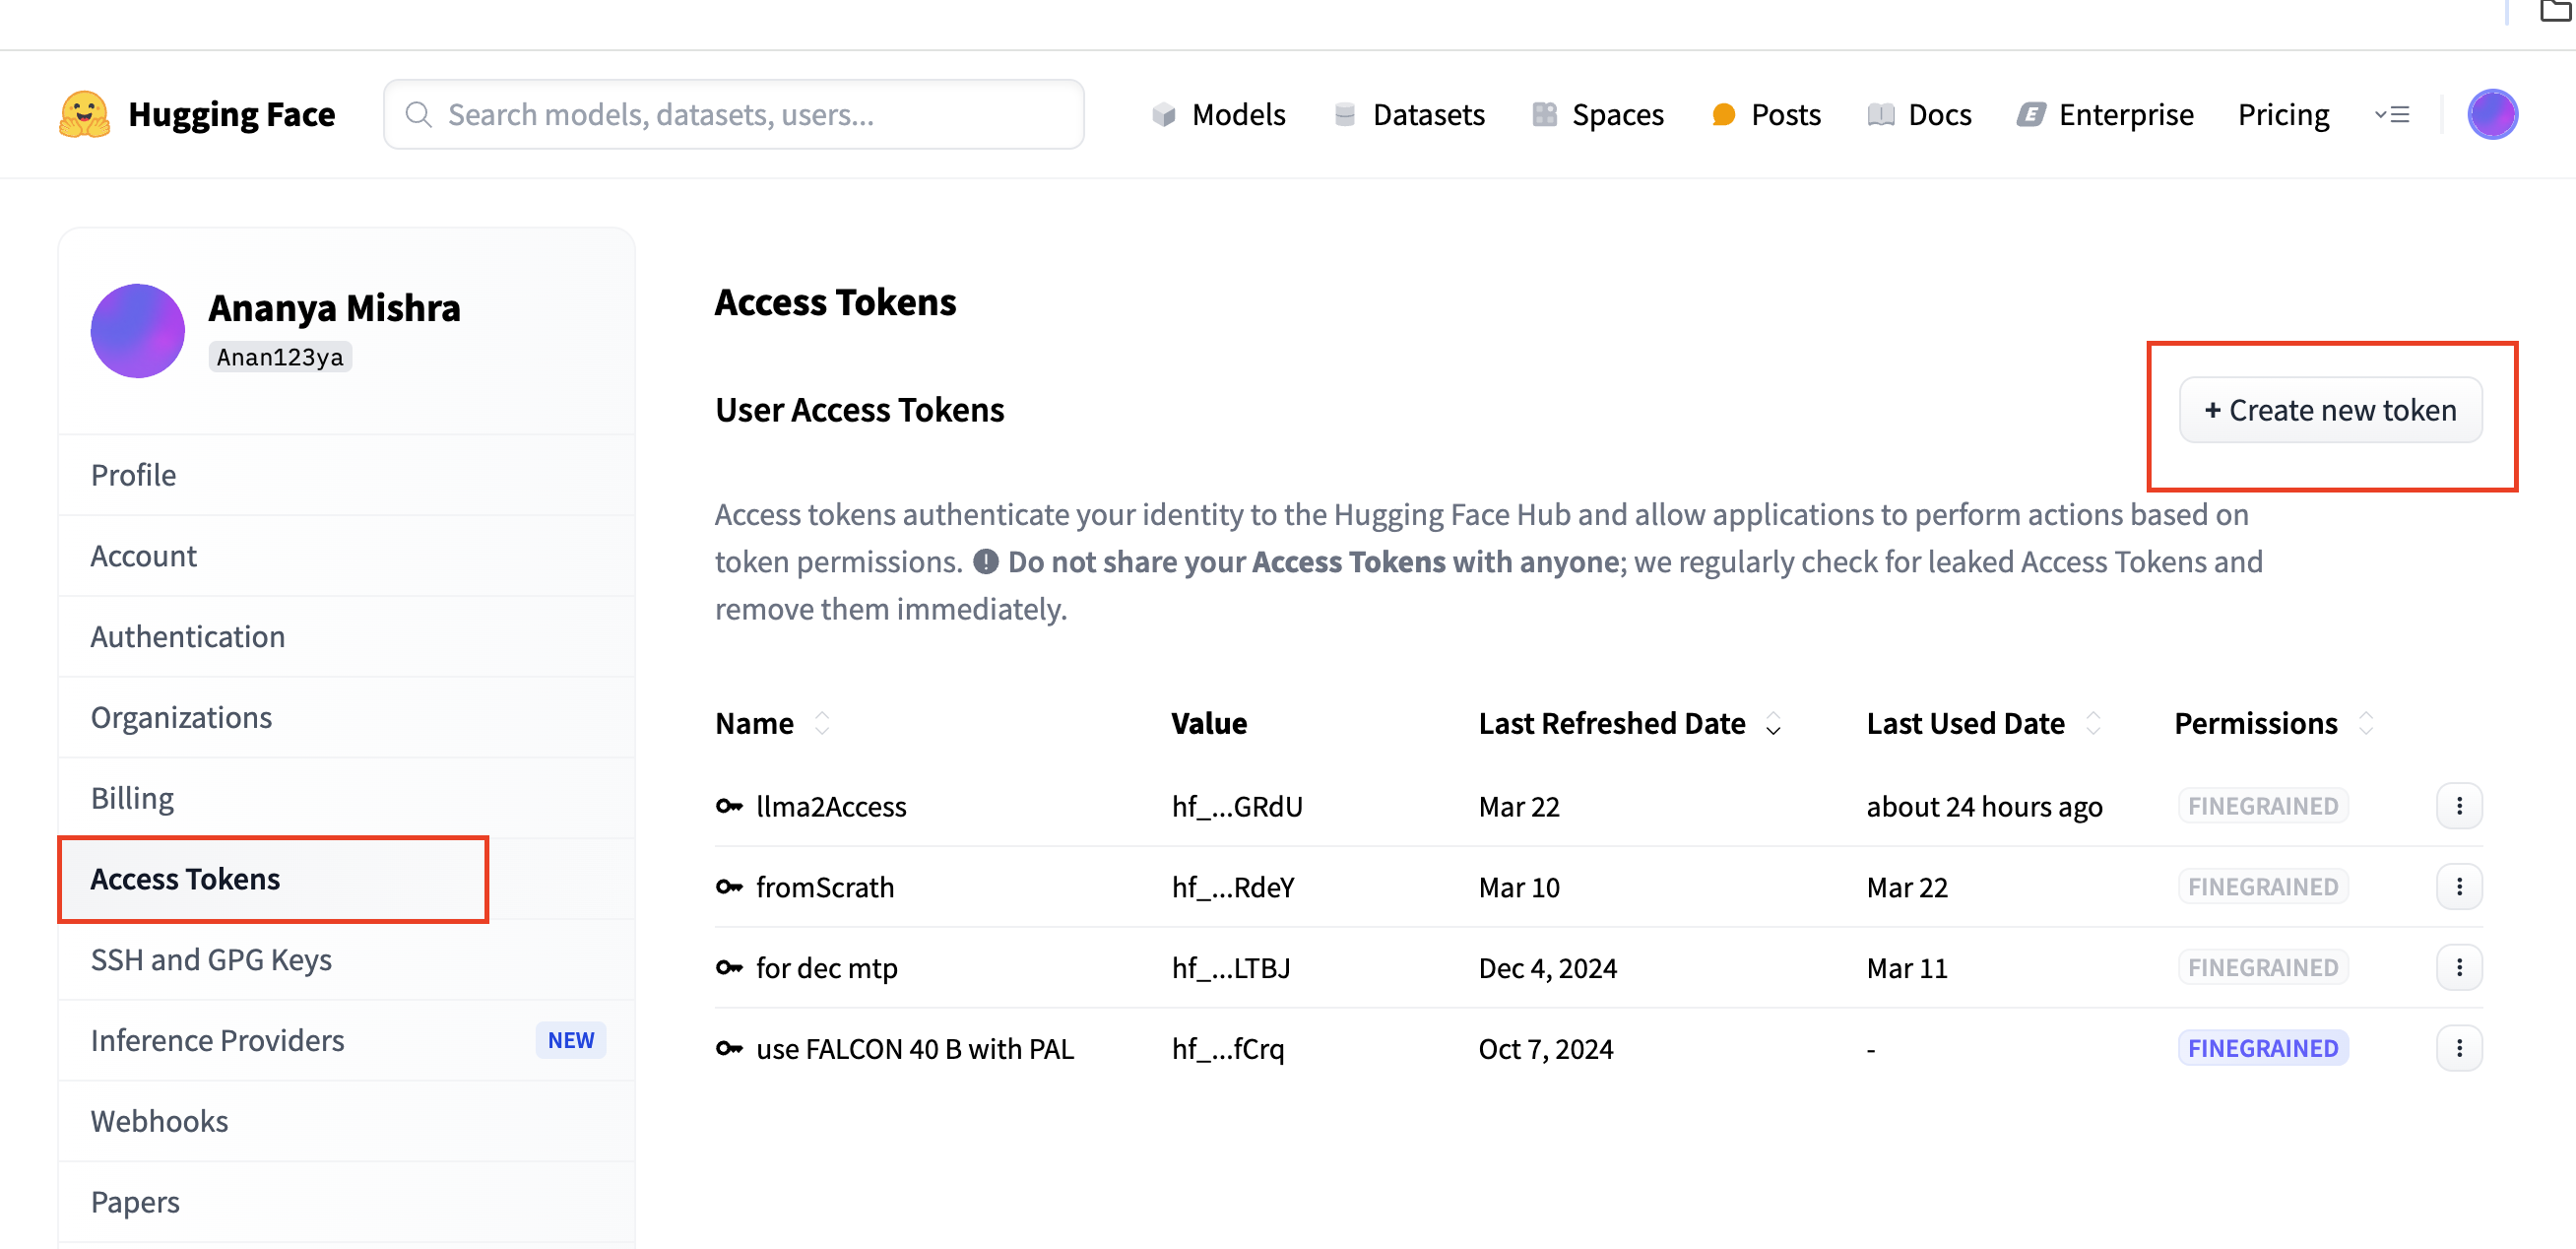 Hugging Face
Search models, datasets, users...
Models
Datasets
Spaces
Posts
Docs
Enterprise
Pricing
Ananya Mishra
Anan123ya
Profile
Account
Authentication
Organizations
Billing
Access Tokens
SSH and GPG Keys
Inference Providers NEW
Webhooks
Papers
Access Tokens
User Access Tokens
+ Create new token
Access tokens authenticate your identity to the Hugging Face Hub and allow applications to perform actions based on
token permissions. Do not share your Access Tokens with anyone; we regularly check for leaked Access Tokens and
remove them immediately.
Name Value Last Refreshed Date Last Used Date Permissions
llma2Access hf_...GRdU Mar 22 about 24 hours ago FINEGRAINED
fromScrath hf_...RdeY Mar 10 Mar 22 FINEGRAINED
for dec mtp hf_...LTBJ Dec 4, 2024 Mar 11 FINEGRAINED
use FALCON 40 B with PAL hf_...fCrq Oct 7, 2024 - FINEGRAINED